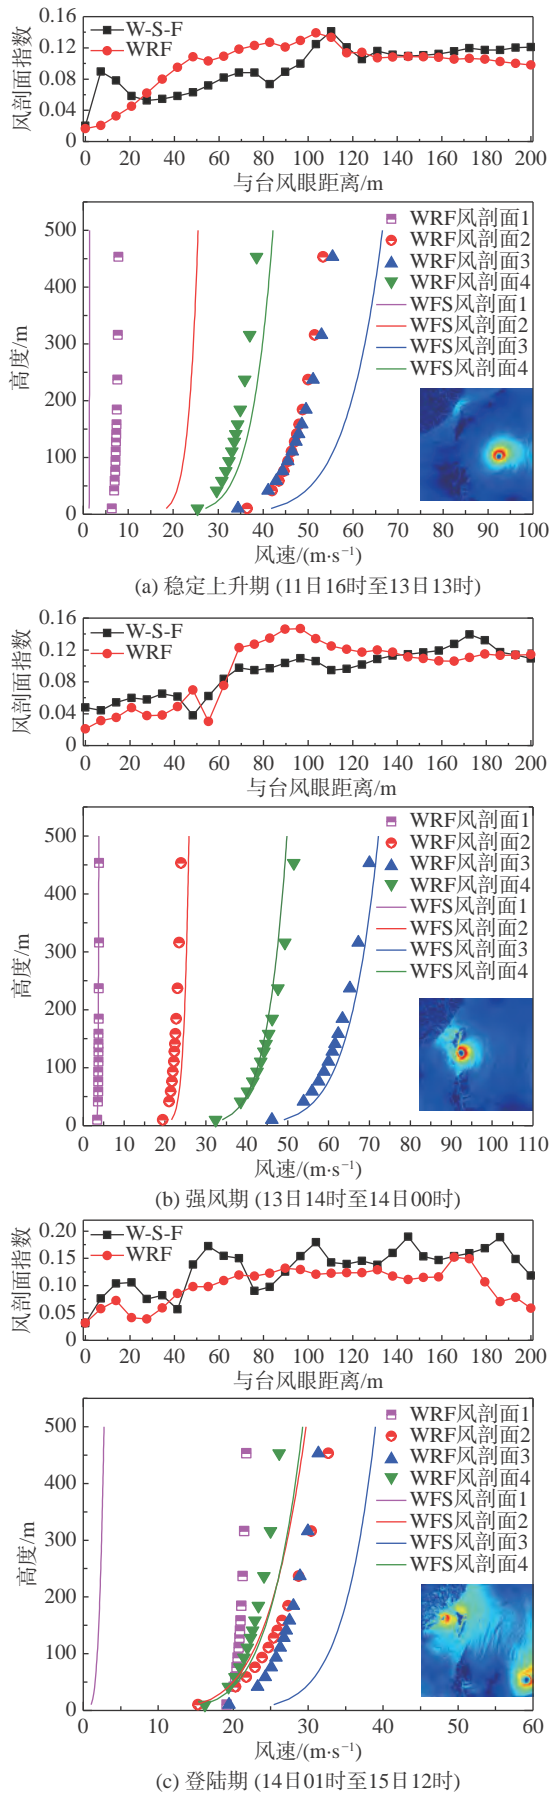 0.16
0.12
0.08
0.04
0
风剖面指数
W-S-F
WRF
0 20 40 60 80 100 120 140 160 180 200
与台风眼距离/m
500
400
300
200
100
0
高度/m
WRF风剖面1
WRF风剖面2
WRF风剖面3
WRF风剖面4
WFS风剖面1
WFS风剖面2
WFS风剖面3
WFS风剖面4
0 10 20 30 40 50 60 70 80 90 100
风速/(m·s⁻¹)
(a) 稳定上升期 (11日16时至13日13时)
0.16
0.12
0.08
0.04
0
风剖面指数
W-S-F
WRF
0 20 40 60 80 100 120 140 160 180 200
与台风眼距离/m
500
400
300
200
100
0
高度/m
WRF风剖面1
WRF风剖面2
WRF风剖面3
WRF风剖面4
WFS风剖面1
WFS风剖面2
WFS风剖面3
WFS风剖面4
0 10 20 30 40 50 60 70 80 90 100 110
风速/(m·s⁻¹)
(b) 强风期 (13日14时至14日00时)
0.20
0.15
0.10
0.05
0
风剖面指数
W-S-F
WRF
0 20 40 60 80 100 120 140 160 180 200
与台风眼距离/m
500
400
300
200
100
0
高度/m
WRF风剖面1
WRF风剖面2
WRF风剖面3
WRF风剖面4
WFS风剖面1
WFS风剖面2
WFS风剖面3
WFS风剖面4
0 10 20 30 40 50 60
风速/(m·s⁻¹)
(c) 登陆期 (14日01时至15日12时)